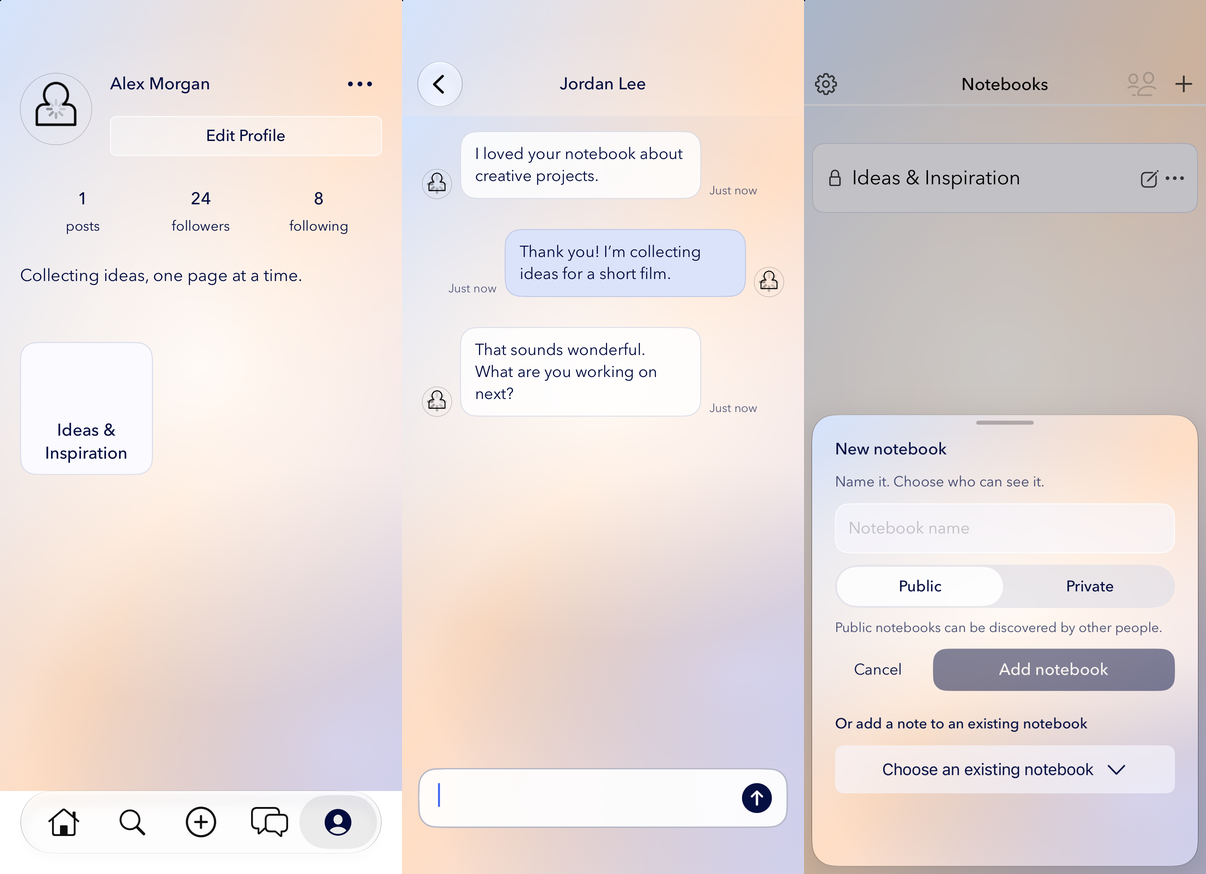 Alex Morgan
Edit Profile
1
posts
24
followers
8
following
Collecting ideas, one page at a time.
Ideas &
Inspiration
Jordan Lee
I loved your notebook about
creative projects.
Just now
Thank you! I’m collecting
ideas for a short film.
Just now
That sounds wonderful.
What are you working on
next?
Just now
Notebooks
Ideas & Inspiration
New notebook
Name it. Choose who can see it.
Notebook name
Public
Private
Public notebooks can be discovered by other people.
Cancel
Add notebook
Or add a note to an existing notebook
Choose an existing notebook